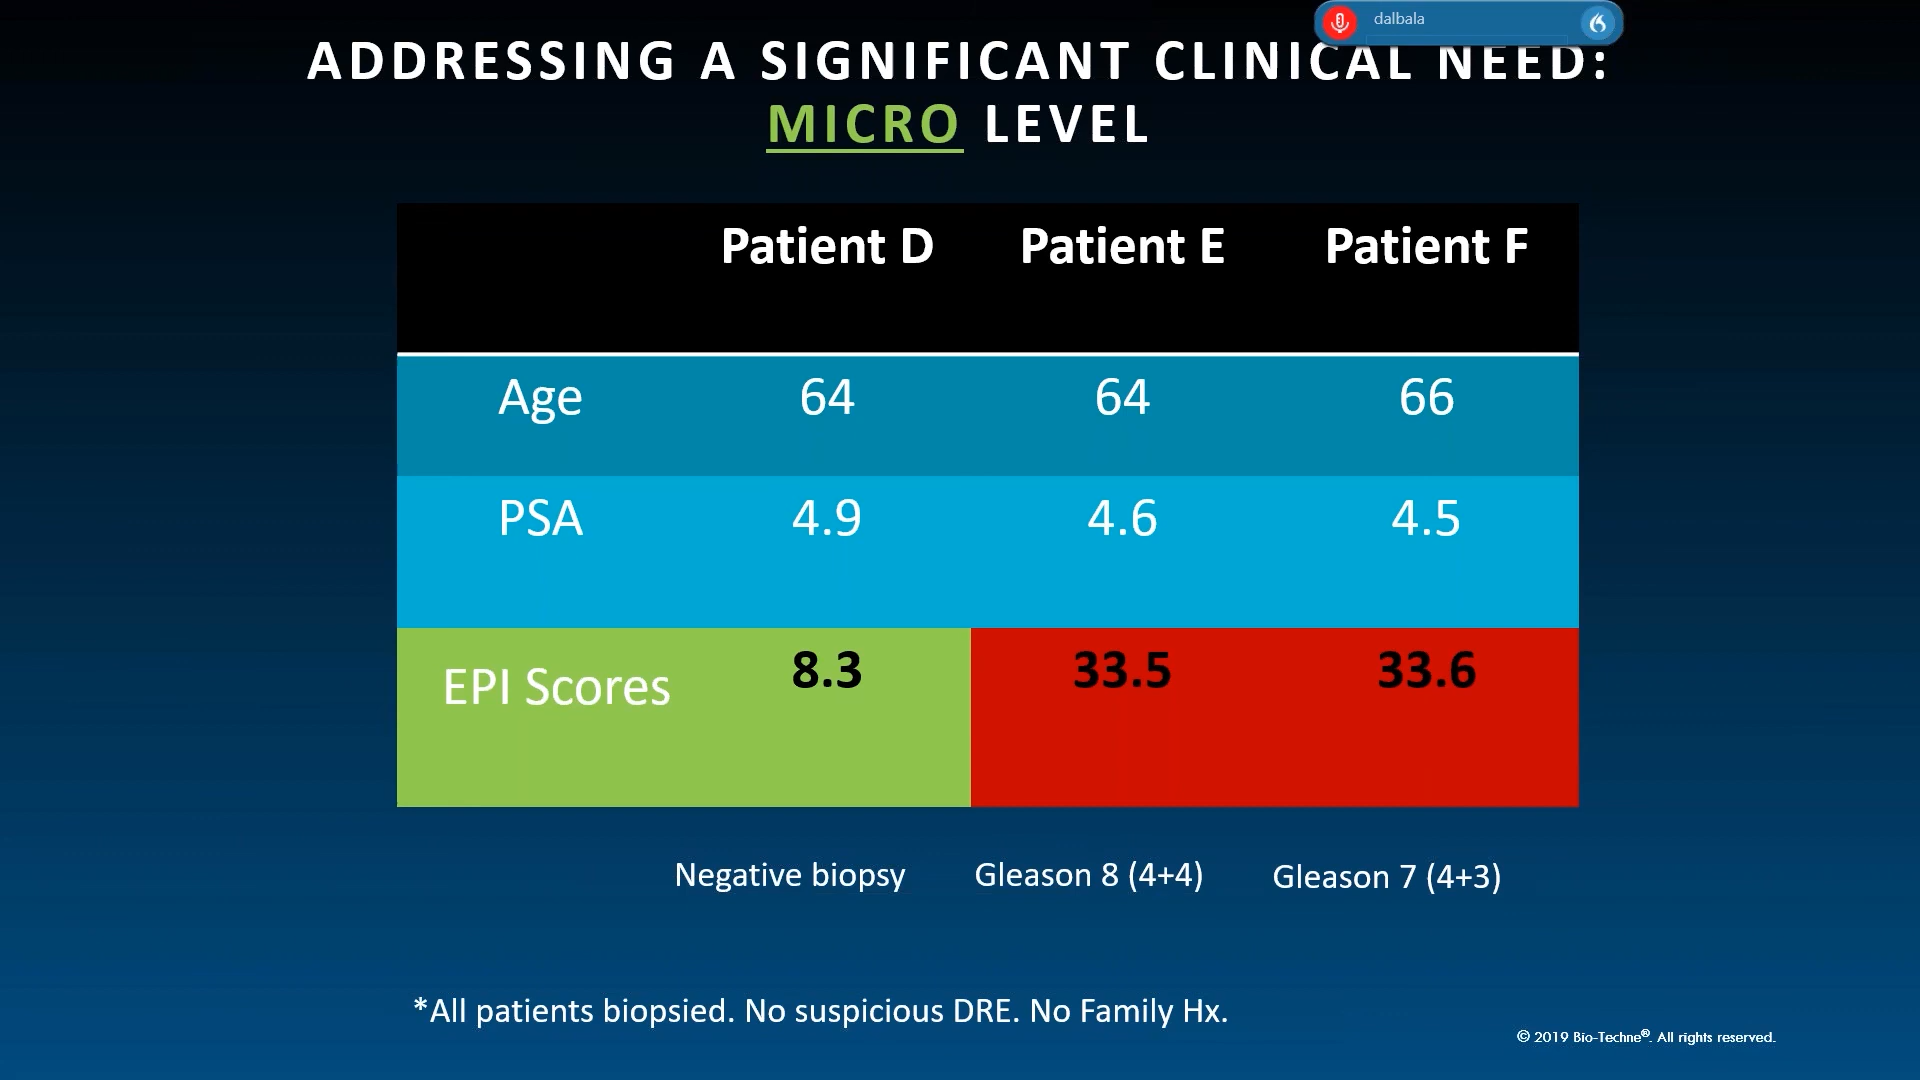 dalbala
ADDRESSING A SIGNIFICANT CLINICAL NEED:
MICRO LEVEL
Patient D Patient E Patient F
Age 64 64 66
PSA 4.9 4.6 4.5
EPI Scores 8.3 33.5 33.6
Negative biopsy Gleason 8 (4+4) Gleason 7 (4+3)
*All patients biopsied. No suspicious DRE. No Family Hx.
© 2019 Bio-Techne®. All rights reserved.